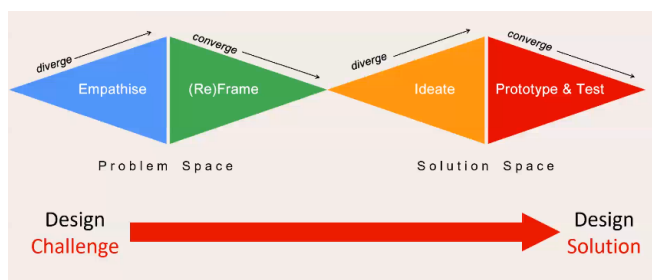 diverge
converge
diverge
converge
Empathise
(Re)Frame
Ideate
Prototype & Test
Problem Space
Solution Space
Design
Challenge
Design
Solution